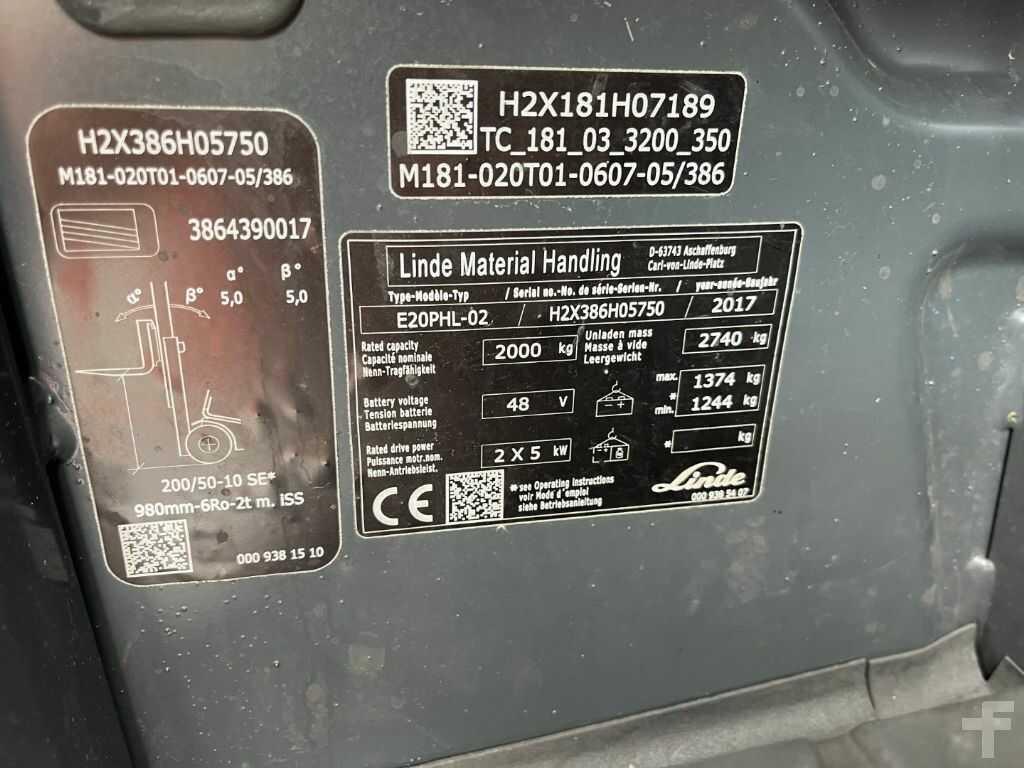 H2X386H05750
M181-020T01-0607-05/386
3864390017
α° β°
5,0 5,0
α° β°
200/50-10 SE*
980mm-6Ro-2t m. ISS
000 938 15 10
H2X181H07189
TC_181_03_3200_350
M181-020T01-0607-05/386
Linde Material Handling
D-63743 Aschaffenburg
Carl-von-Linde-Platz
Type-Modèle-Typ / Serial no.-No. de série-Serien-Nr. / year-année-Baujahr
E20PHL-02 / H2X386H05750 / 2017
Rated capacity
Capacité nominale
Nenn-Tragfähigkeit
2000 kg
Unladen mass
Masse à vide
Leergewicht
2740 kg
Battery voltage
Tension batterie
Batteriespannung
48 V
- +
max. 1374 kg
*
min. 1244 kg
Rated drive power
Puissance motr.nom.
Nenn-Antriebsleist.
2 X 5 kW
* kg
CE
*see Operating Instructions
voir Mode d'emploi
siehe Betriebsanleitung
Linde
000 938 54 07